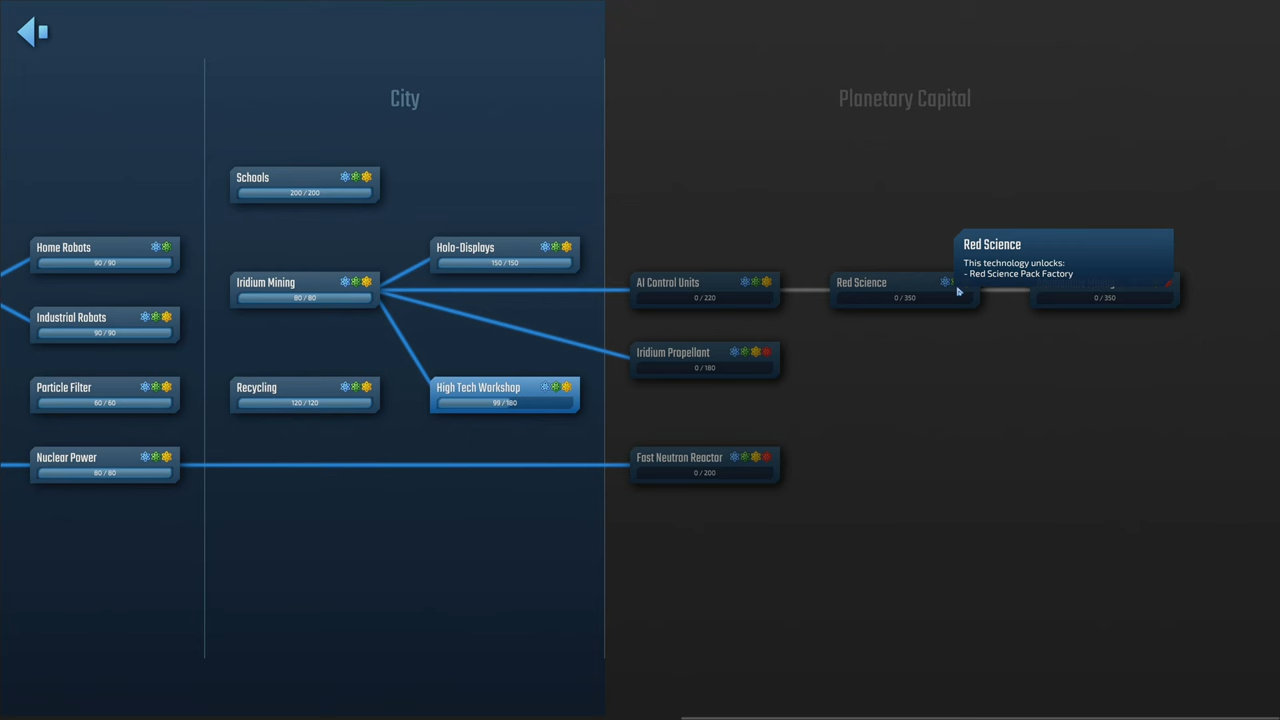 City
Planetary Capital
Schools
200 / 200
Home Robots
90 / 90
Holo-Displays
150 / 150
Red Science
This technology unlocks:
- Red Science Pack Factory
Iridium Mining
80 / 80
AI Control Units
0 / 220
Red Science
0 / 350
0 / 350
Industrial Robots
90 / 90
Iridium Propellant
0 / 180
Particle Filter
60 / 60
Recycling
120 / 120
High Tech Workshop
99 / 180
Nuclear Power
80 / 80
Fast Neutron Reactor
0 / 200